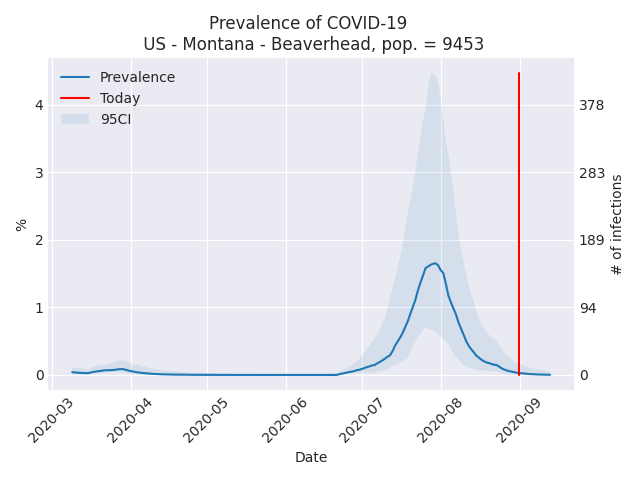 Prevalence of COVID-19
US - Montana - Beaverhead, pop. = 9453
Prevalence
Today
95CI
%
4
3
2
1
0
378
283
189
94
0
# of infections
2020-03
2020-04
2020-05
2020-06
2020-07
2020-08
2020-09
Date